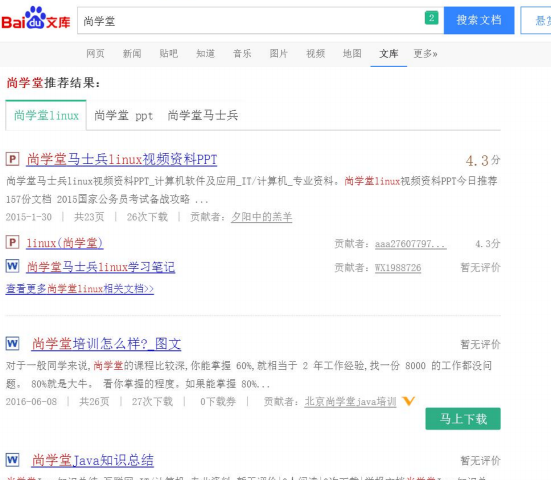 Bai du 文库 尚学堂 2 搜索文档
网页 新闻 贴吧 知道 音乐 图片 视频 地图 文库 更多»
尚学堂推荐结果：
尚学堂linux 尚学堂 ppt 尚学堂马士兵
P 尚学堂马士兵linux视频资料PPT 4.3分
尚学堂马士兵linux视频资料PPT_计算机软件及应用_IT/计算机_专业资料。尚学堂linux视频资料PPT今日推荐
157份文档 2015国家公务员考试备战攻略 ...
2015-1-30 | 共23页 | 26次下载 | 贡献者：夕阳中的羔羊
P linux(尚学堂) 贡献者：aaa27607797... 4.3分
W 尚学堂马士兵linux学习笔记 贡献者：WX1988726 暂无评价
查看更多尚学堂linux相关文档>>
W 尚学堂培训怎么样?_图文 暂无评价
对于一般同学来说,尚学堂的课程比较深,你能掌握 60%,就相当于 2 年工作经验,找一份 8000 的工作都没问
题。 80%就是大牛。 看你掌握的程度。如果能掌握 80%...
2016-06-08 | 共26页 | 27次下载 | 0下载券 | 贡献者：北京尚学堂java培训
马上下载
W 尚学堂Java知识总结 暂无评价